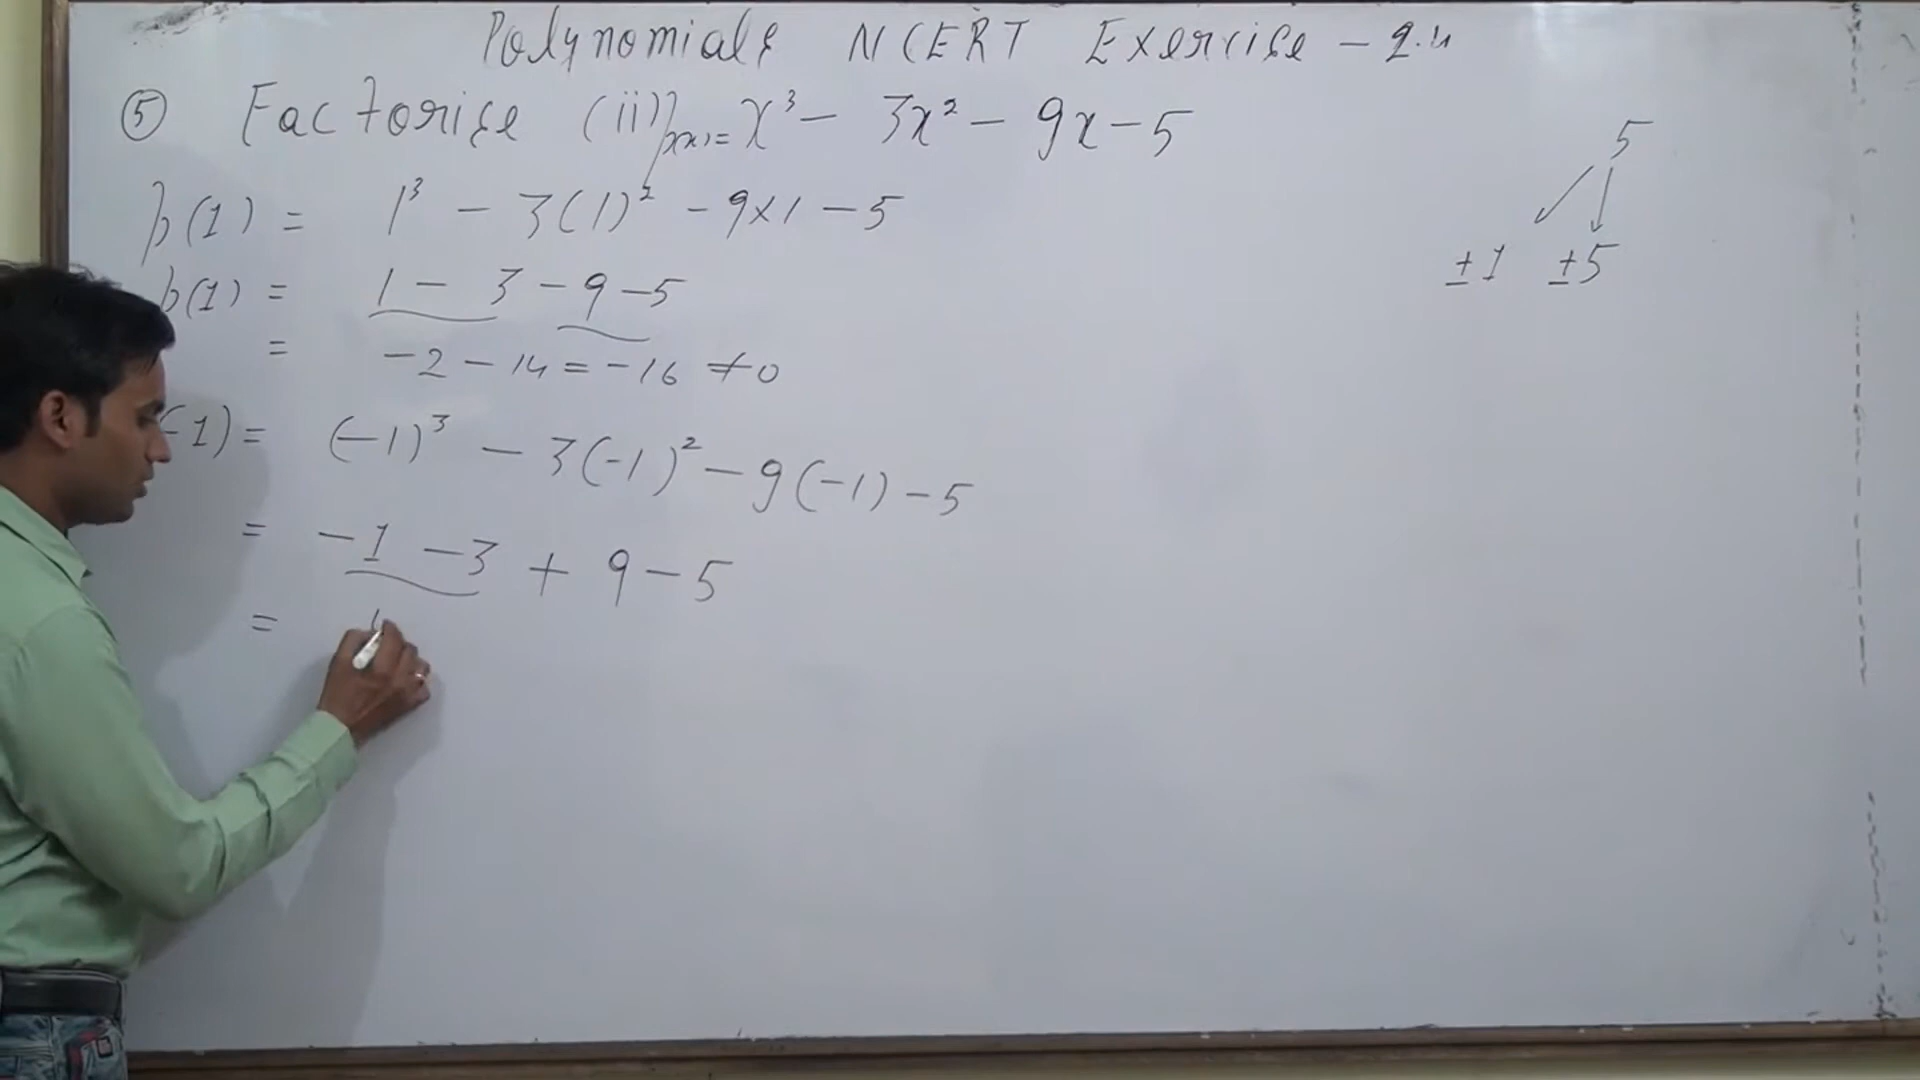 Polynomials NCERT Exercise - 2.4
⑤ Factorise (ii) p(x) = x³ - 3x² - 9x - 5
p(1) = 1³ - 3(1)² - 9×1 - 5
p(1) = 1 - 3 - 9 - 5
= -2 - 14 = -16 ≠ 0
(-1) = (-1)³ - 3(-1)² - 9(-1) - 5
= -1 - 3 + 9 - 5
=
5
±1 ±5